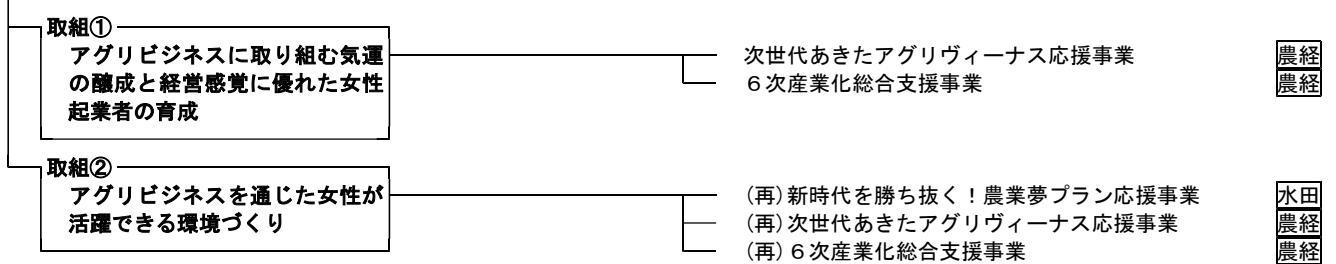 取組①
アグリビジネスに取り組む気運
の醸成と経営感覚に優れた女性
起業者の育成
次世代あきたアグリヴィーナス応援事業 農経
６次産業化総合支援事業 農経
取組②
アグリビジネスを通じた女性が
活躍できる環境づくり
(再)新時代を勝ち抜く！農業夢プラン応援事業 水田
(再)次世代あきたアグリヴィーナス応援事業 農経
(再)６次産業化総合支援事業 農経